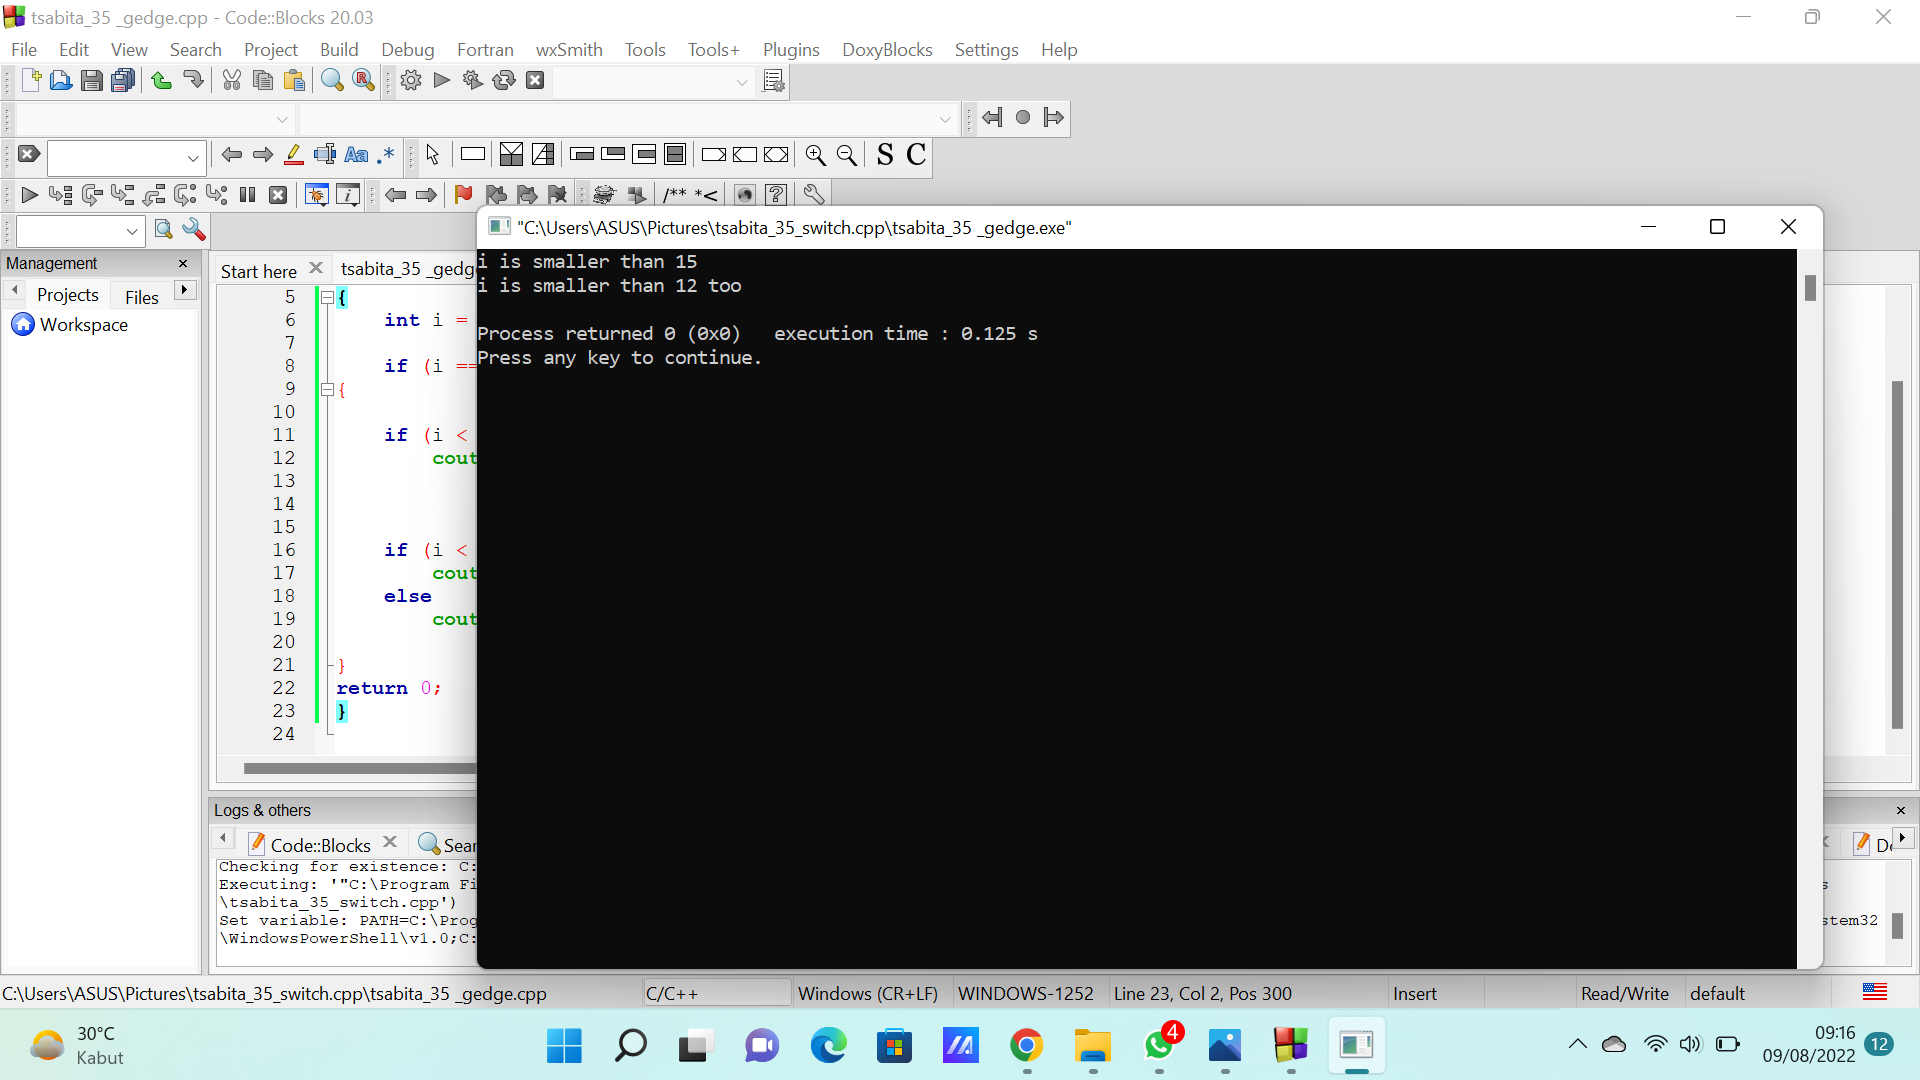 tsabita_35 _gedge.cpp - Code::Blocks 20.03
File Edit View Search Project Build Debug Fortran wxSmith Tools Tools+ Plugins DoxyBlocks Settings Help
Aa .*
S C
/** *<
"C:\Users\ASUS\Pictures\tsabita_35_switch.cpp\tsabita_35 _gedge.exe"
i is smaller than 15
i is smaller than 12 too
Process returned 0 (0x0)   execution time : 0.125 s
Press any key to continue.
Management
Projects Files
Workspace
Start here tsabita_35 _gedg
5 {
6 int i =
7
8 if (i ==
9 {
10
11 if (i <
12 cout
13
14
15
16 if (i <
17 cout
18 else
19 cout
20
21 }
22 return 0;
23 }
24
Logs & others
Code::Blocks Sear
Checking for existence: C:
Executing: '"C:\Program Fi
\tsabita_35_switch.cpp')
Set variable: PATH=C:\Prog
stem32
\WindowsPowerShell\v1.0;C:
C:\Users\ASUS\Pictures\tsabita_35_switch.cpp\tsabita_35 _gedge.cpp C/C++ Windows (CR+LF) WINDOWS-1252 Line 23, Col 2, Pos 300 Insert Read/Write default
30°C
Kabut
4
09:16
09/08/2022
12